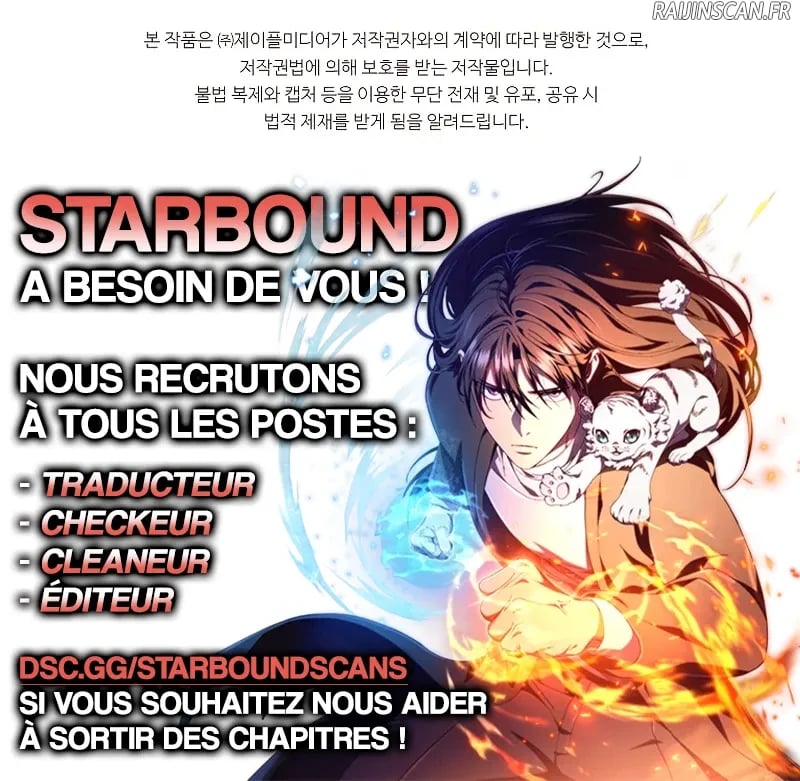 RAIJINSCAN.FR
본 작품은 ㈜제이플미디어가 저작권자와의 계약에 따라 발행한 것으로,
저작권법에 의해 보호를 받는 저작물입니다.
불법 복제와 캡처 등을 이용한 무단 전재 및 유포, 공유 시
법적 제재를 받게 됨을 알려드립니다.
STARBOUND
A BESOIN DE VOUS !
NOUS RECRUTONS
À TOUS LES POSTES :
- TRADUCTEUR
- CHECKEUR
- CLEANEUR
- ÉDITEUR
DSC.GG/STARBOUNDSCANS
SI VOUS SOUHAITEZ NOUS AIDER
À SORTIR DES CHAPITRES !